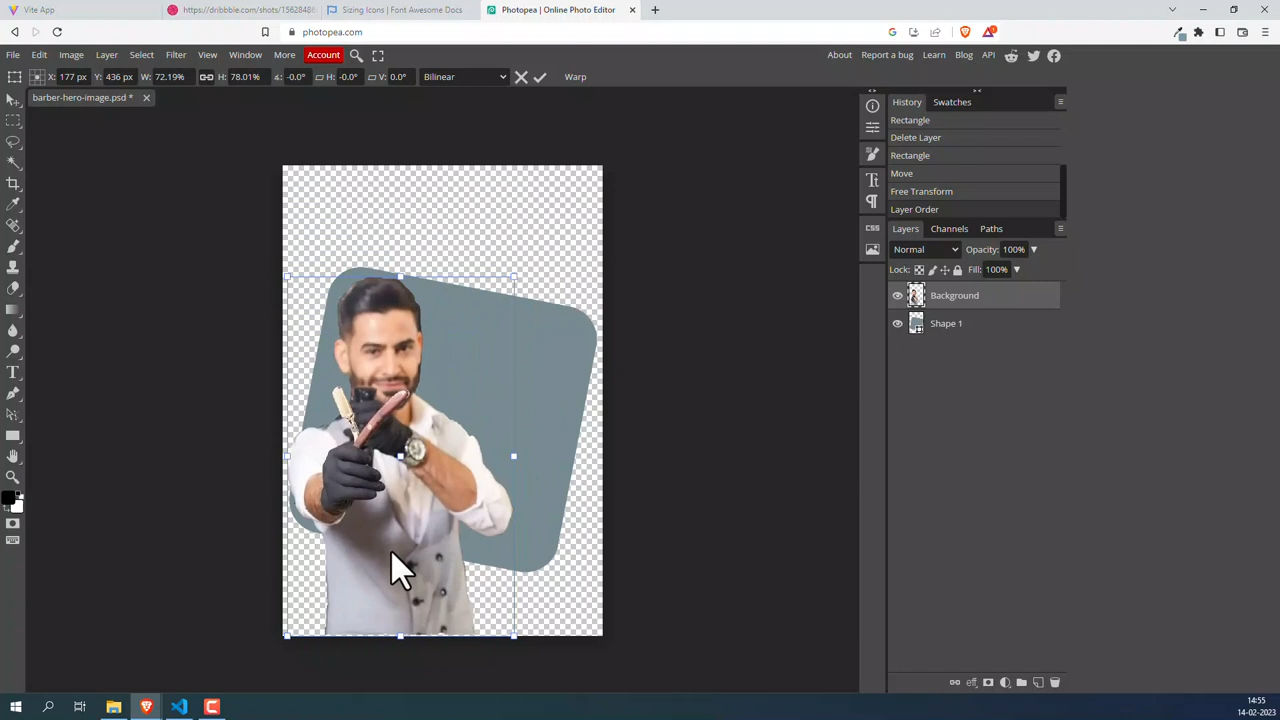 Vite App
https://dribbble.com/shots/1562848
Sizing Icons | Font Awesome Docs
Photopea | Online Photo Editor
photopea.com
File Edit Image Layer Select Filter View Window More Account
About Report a bug Learn Blog API
X: 177 px Y: 436 px W: 72.19% H: 78.01% ∡: -0.0° H: -0.0° V: 0.0° Bilinear Warp
barber-hero-image.psd *
History Swatches
Rectangle
Delete Layer
Rectangle
Move
Free Transform
Layer Order
Layers Channels Paths
Normal Opacity: 100%
Lock: Fill: 100%
Background
Shape 1
CSS
eff
14:55
14-02-2023